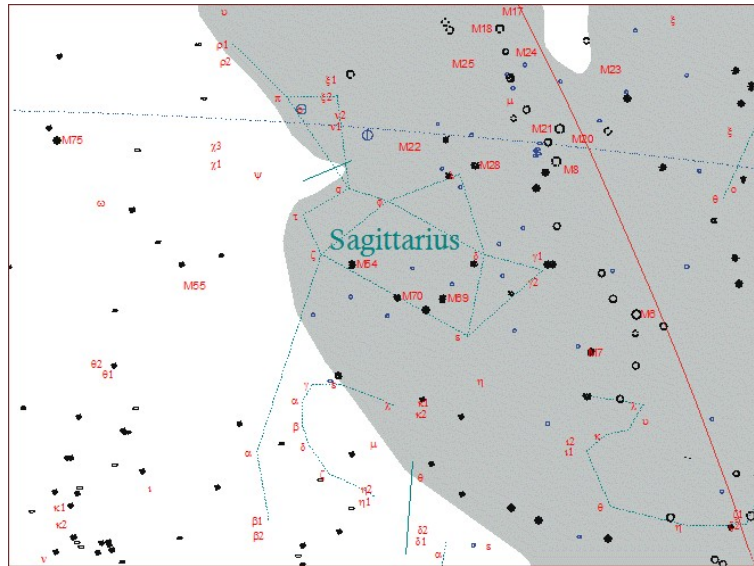 M17
υ
ξ
M18
ρ1
M24
ρ2
M25
M23
ξ1
π
ξ2
μ
ο
ν2
ν1
M21
ξ
M75
M20
M22
χ3
χ1
M28
M8
ψ
λ
σ
θ
ο
ω
φ
τ
Sagittarius
ζ
δ
γ1
M54
γ2
M55
M70
M69
M6
ε
M7
θ2
θ1
η
γ
α
λ
κ1
κ2
λ
υ
β
κ
δ
μ
ι2
ι1
α
ζ
θ
ι
η2
η1
κ1
θ
β1
κ2
β2
δ2
δ1
η
δ1
ν
α
ε